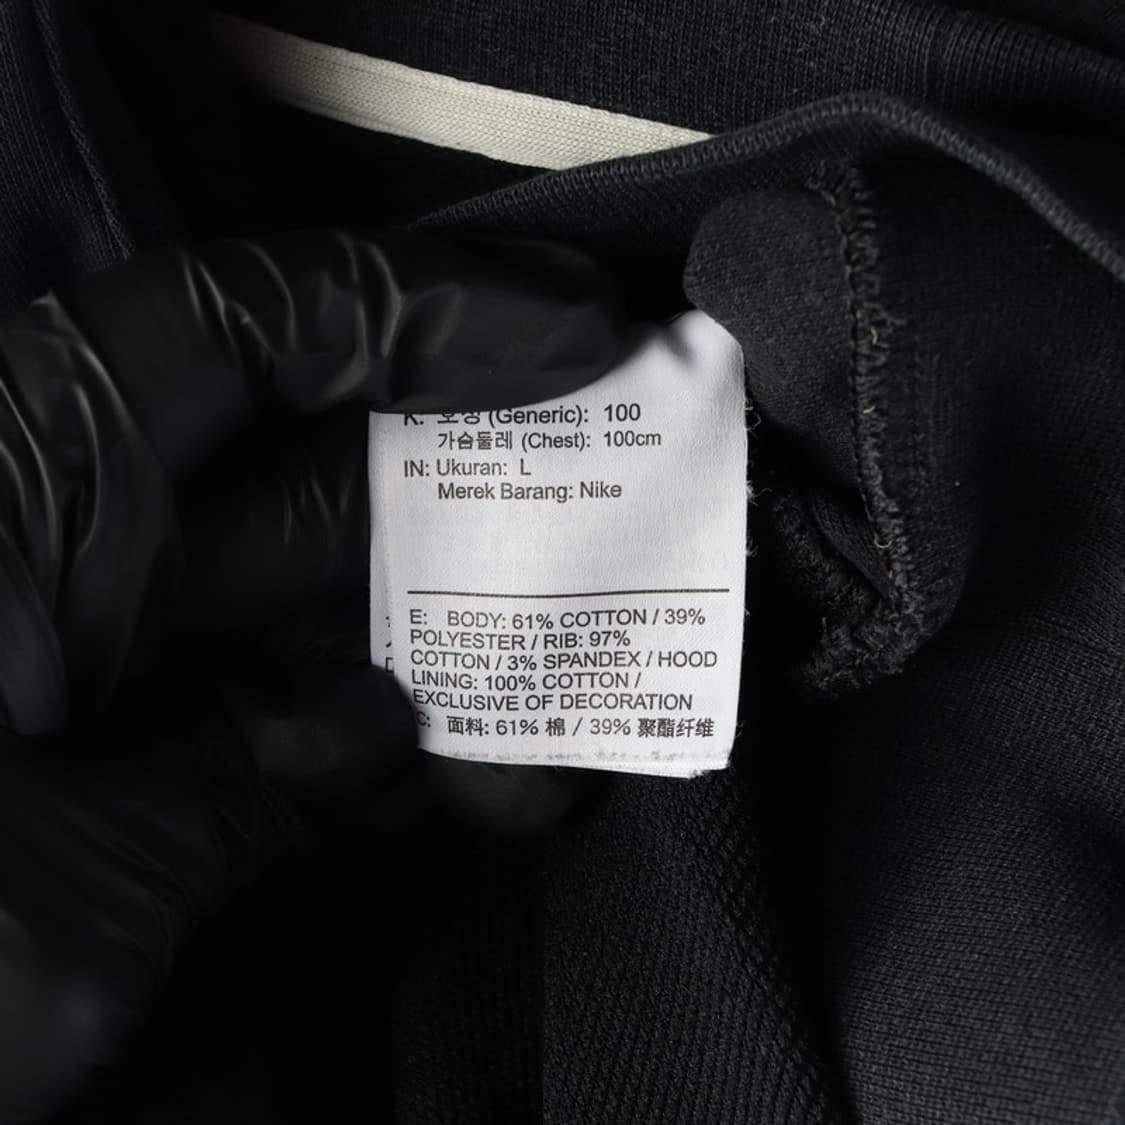 K: 호칭 (Generic): 100
가슴둘레 (Chest): 100cm
IN: Ukuran: L
Merek Barang: Nike
E: BODY: 61% COTTON / 39%
POLYESTER / RIB: 97%
COTTON / 3% SPANDEX / HOOD
LINING: 100% COTTON /
EXCLUSIVE OF DECORATION
C: 面料: 61% 棉 / 39% 聚酯纤维